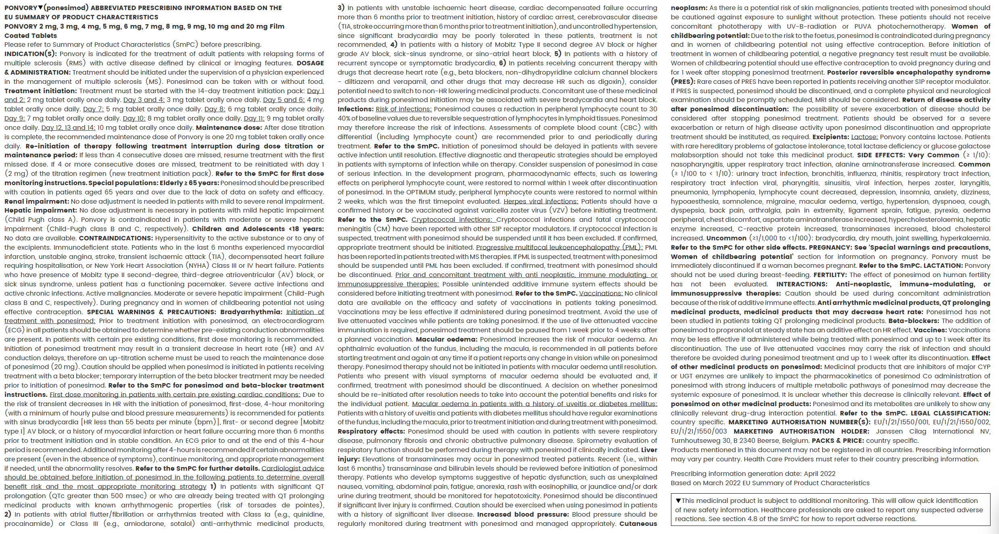 PONVORY▼(ponesimod) ABBREVIATED PRESCRIBING INFORMATION BASED ON THE
EU SUMMARY OF PRODUCT CHARACTERISTICS
PONVORY 2 mg, 3 mg, 4 mg, 5 mg, 6 mg, 7 mg, 8 mg, 9 mg, 10 mg and 20 mg Film
Coated Tablets
Please refer to Summary of Product Characteristics (SmPC) before prescribing.
INDICATION(S): Ponvory is indicated for the treatment of adult patients with relapsing forms of
multiple sclerosis (RMS) with active disease defined by clinical or imaging features. DOSAGE
& ADMINISTRATION: Treatment should be initiated under the supervision of a physician experienced
in the management of multiple sclerosis (MS). Ponesimod can be taken with or without food.
Treatment initiation: Treatment must be started with the 14-day treatment initiation pack: Day 1
and 2: 2 mg tablet orally once daily. Day 3 and 4: 3 mg tablet orally once daily. Day 5 and 6: 4 mg
tablet orally once daily. Day 7: 5 mg tablet orally once daily. Day 8: 6 mg tablet orally once daily.
Day 9: 7 mg tablet orally once daily. Day 10: 8 mg tablet orally once daily. Day 11: 9 mg tablet orally
once daily. Day 12, 13 and 14: 10 mg tablet orally once daily. Maintenance dose: After dose titration
is complete, the recommended maintenance dose of Ponvory is one 20 mg tablet taken orally once
daily. Re-initiation of therapy following treatment interruption during dose titration or
maintenance period: If less than 4 consecutive doses are missed, resume treatment with the first
missed dose. If 4 or more consecutive doses are missed, treatment to be reinitiated with day 1
(2 mg) of the titration regimen (new treatment initiation pack). Refer to the SmPC for first dose
monitoring instructions. Special populations: Elderly ≥ 65 years: Ponesimod should be prescribed
with caution in patients aged 65 years and over due to the lack of data on safety and efficacy.
Renal impairment: No dose adjustment is needed in patients with mild to severe renal impairment.
Hepatic impairment: No dose adjustment is necessary in patients with mild hepatic impairment
(Child Pugh class A). Ponvory is contraindicated in patients with moderate or severe hepatic
impairment (Child-Pugh class B and C, respectively). Children and Adolescents <18 years:
No data are available. CONTRAINDICATIONS: Hypersensitivity to the active substance or to any of
the excipients. Immunodeficient state. Patients who in the last 6 months experienced myocardial
infarction, unstable angina, stroke, transient ischaemic attack (TIA), decompensated heart failure
requiring hospitalisation, or New York Heart Association (NYHA) Class III or IV heart failure. Patients
who have presence of Mobitz type II second-degree, third-degree atrioventricular (AV) block, or
sick sinus syndrome, unless patient has a functioning pacemaker. Severe active infections and
active chronic infections. Active malignancies. Moderate or severe hepatic impairment (Child-Pugh
class B and C, respectively). During pregnancy and in women of childbearing potential not using
effective contraception. SPECIAL WARNINGS & PRECAUTIONS: Bradyarrhythmia: Initiation of
treatment with ponesimod: Prior to treatment initiation with ponesimod, an electrocardiogram
(ECG) in all patients should be obtained to determine whether pre-existing conduction abnormalities
are present. In patients with certain pre existing conditions, first dose monitoring is recommended.
Initiation of ponesimod treatment may result in a transient decrease in heart rate (HR) and AV
conduction delays, therefore an up-titration scheme must be used to reach the maintenance dose
of ponesimod (20 mg). Caution should be applied when ponesimod is initiated in patients receiving
treatment with a beta blocker; temporary interruption of the beta blocker treatment may be needed
prior to initiation of ponesimod. Refer to the SmPC for ponesimod and beta-blocker treatment
instructions. First dose monitoring in patients with certain pre existing cardiac conditions: Due to
the risk of transient decreases in HR with the initiation of ponesimod, first-dose, 4-hour monitoring
(with a minimum of hourly pulse and blood pressure measurements) is recommended for patients
with sinus bradycardia [HR less than 55 beats per minute (bpm)], first- or second degree [Mobitz
type I] AV block, or a history of myocardial infarction or heart failure occurring more than 6 months
prior to treatment initiation and in stable condition. An ECG prior to and at the end of this 4-hour
period is recommended. Additional monitoring after 4-hours is recommended if certain abnormalities
are present (even in the absence of symptoms), continue monitoring, and appropriate management
if needed, until the abnormality resolves. Refer to the SmPC for further details. Cardiologist advice
should be obtained before initiation of ponesimod in the following patients to determine overall
benefit risk and the most appropriate monitoring strategy 1) In patients with significant QT
prolongation (QTc greater than 500 msec) or who are already being treated with QT prolonging
medicinal products with known arrhythmogenic properties (risk of torsades de pointes),
2) In patients with atrial flutter/fibrillation or arrhythmias treated with Class Ia (e.g., quinidine,
procainamide) or Class III (e.g., amiodarone, sotalol) anti-arrhythmic medicinal products,
3) In patients with unstable ischaemic heart disease, cardiac decompensated failure occurring
more than 6 months prior to treatment initiation, history of cardiac arrest, cerebrovascular disease
(TIA, stroke occurring more than 6 months prior to treatment initiation), and uncontrolled hypertension,
since significant bradycardia may be poorly tolerated in these patients, treatment is not
recommended, 4) In patients with a history of Mobitz Type II second degree AV block or higher
grade AV block, sick-sinus syndrome, or sino-atrial heart block, 5) In patients with a history of
recurrent syncope or symptomatic bradycardia, 6) In patients receiving concurrent therapy with
drugs that decrease heart rate (e.g., beta blockers, non-dihydropyridine calcium channel blockers
- diltiazem and verapamil, and other drugs that may decrease HR such as digoxin), consider
potential need to switch to non-HR lowering medicinal products. Concomitant use of these medicinal
products during ponesimod initiation may be associated with severe bradycardia and heart block.
Infections: Risk of infections: Ponesimod causes a reduction in peripheral lymphocyte count to 30
40% of baseline values due to reversible sequestration of lymphocytes in lymphoid tissues. Ponesimod
may therefore increase the risk of infections. Assessments of complete blood count (CBC) with
differential (including lymphocyte count) are recommended prior to and periodically during
treatment. Refer to the SmPC. Initiation of ponesimod should be delayed in patients with severe
active infection until resolution. Effective diagnostic and therapeutic strategies should be employed
in patients with symptoms of infection while on therapy. Consider suspension of ponesimod in case
of serious infection. In the development program, pharmacodynamic effects, such as lowering
effects on peripheral lymphocyte count, were restored to normal within 1 week after discontinuation
of ponesimod. In the OPTIMUM study, peripheral lymphocyte counts were restored to normal within
2 weeks, which was the first timepoint evaluated. Herpes viral infections: Patients should have a
confirmed history or be vaccinated against varicella zoster virus (VZV) before initiating treatment.
Refer to the SmPC. Cryptococcal infections: Cryptococcal infections and fatal cryptococcal
meningitis (CM) have been reported with other S1P receptor modulators. If cryptococcal infection is
suspected, treatment with ponesimod should be suspended until it has been excluded. If confirmed,
appropriate treatment should be initiated. Progressive multifocal leukoencephalopathy (PML): PML
has been reported in patients treated with MS therapies. If PML is suspected, treatment with ponesimod
should be suspended until PML has been excluded. If confirmed, treatment with ponesimod should
be discontinued. Prior and concomitant treatment with anti neoplastic, immune modulating, or
immunosuppressive therapies: Possible unintended additive immune system effects should be
considered before initiating treatment with ponesimod. Refer to the SmPC. Vaccinations: No clinical
data are available on the efficacy and safety of vaccinations in patients taking ponesimod.
Vaccinations may be less effective if administered during ponesimod treatment. Avoid the use of
live attenuated vaccines while patients are taking ponesimod. If the use of live attenuated vaccine
immunisation is required, ponesimod treatment should be paused from 1 week prior to 4 weeks after
a planned vaccination. Macular oedema: Ponesimod increases the risk of macular oedema. An
ophthalmic evaluation of the fundus, including the macula, is recommended in all patients before
starting treatment and again at any time if a patient reports any change in vision while on ponesimod
therapy. Ponesimod therapy should not be initiated in patients with macular oedema until resolution.
Patients who present with visual symptoms of macular oedema should be evaluated and, if
confirmed, treatment with ponesimod should be discontinued. A decision on whether ponesimod
should be re-initiated after resolution needs to take into account the potential benefits and risks for
the individual patient. Macular oedema in patients with a history of uveitis or diabetes mellitus:
Patients with a history of uveitis and patients with diabetes mellitus should have regular examinations
of the fundus, including the macula, prior to treatment initiation and during treatment with ponesimod.
Respiratory effects: Ponesimod should be used with caution in patients with severe respiratory
disease, pulmonary fibrosis and chronic obstructive pulmonary disease. Spirometry evaluation of
respiratory function should be performed during therapy with ponesimod if clinically indicated. Liver
injury: Elevations of transaminases may occur in ponesimod treated patients. Recent (i.e., within
last 6 months) transaminase and bilirubin levels should be reviewed before initiation of ponesimod
therapy. Patients who develop symptoms suggestive of hepatic dysfunction, such as unexplained
nausea, vomiting, abdominal pain, fatigue, anorexia, rash with eosinophilia, or jaundice and/or dark
urine during treatment, should be monitored for hepatotoxicity. Ponesimod should be discontinued
if significant liver injury is confirmed. Caution should be exercised when using ponesimod in patients
with a history of significant liver disease. Increased blood pressure: Blood pressure should be
regularly monitored during treatment with ponesimod and managed appropriately. Cutaneous
neoplasm: As there is a potential risk of skin malignancies, patients treated with ponesimod should
be cautioned against exposure to sunlight without protection. These patients should not receive
concomitant phototherapy with UV-B-radiation or PUVA photochemotherapy. Women of
childbearing potential: Due to the risk to the foetus, ponesimod is contraindicated during pregnancy
and in women of childbearing potential not using effective contraception. Before initiation of
treatment in women of childbearing potential, a negative pregnancy test result must be available.
Women of childbearing potential should use effective contraception to avoid pregnancy during and
for 1 week after stopping ponesimod treatment. Posterior reversible encephalopathy syndrome
(PRES): Rare cases of PRES have been reported in patients receiving another S1P receptor modulator.
If PRES is suspected, ponesimod should be discontinued, and a complete physical and neurological
examination should be promptly scheduled, MRI should be considered. Return of disease activity
after ponesimod discontinuation: The possibility of severe exacerbation of disease should be
considered after stopping ponesimod treatment. Patients should be observed for a severe
exacerbation or return of high disease activity upon ponesimod discontinuation and appropriate
treatment should be instituted, as required. Excipients: Lactose: Ponvory contains lactose. Patients
with rare hereditary problems of galactose intolerance, total lactase deficiency or glucose galactose
malabsorption should not take this medicinal product. SIDE EFFECTS: Very Common (≥ 1/10):
nasopharyngitis, upper respiratory tract infection, alanine aminotransferase increased. Common
(≥ 1/100 to < 1/10): urinary tract infection, bronchitis, influenza, rhinitis, respiratory tract infection,
respiratory tract infection viral, pharyngitis, sinusitis, viral infection, herpes zoster, laryngitis,
pneumonia, lymphopenia, lymphocyte count decreased, depression, insomnia, anxiety, dizziness,
hypoaesthesia, somnolence, migraine, macular oedema, vertigo, hypertension, dyspnoea, cough,
dyspepsia, back pain, arthralgia, pain in extremity, ligament sprain, fatigue, pyrexia, oedema
peripheral, chest discomfort, aspartate aminotransferase increased, hypercholesterolaemia, hepatic
enzyme increased, C-reactive protein increased, transaminases increased, blood cholesterol
increased. Uncommon (≥1/1,000 to <1/100): bradycardia, dry mouth, joint swelling, hyperkalaemia.
Refer to the SmPC for other side effects. PREGNANCY: See ‘Special warnings and precautions,
Women of childbearing potential’ section for information on pregnancy. Ponvory must be
immediately discontinued if a woman becomes pregnant. Refer to the SmPC. LACTATION: Ponvory
should not be used during breast-feeding. FERTILITY: The effect of ponesimod on human fertility
has not been evaluated. INTERACTIONS: Anti-neoplastic, immune-modulating, or
immunosuppressive therapies: Caution should be used during concomitant administration
because of the risk of additive immune effects. Anti arrhythmic medicinal products, QT prolonging
medicinal products, medicinal products that may decrease heart rate: Ponesimod has not
been studied in patients taking QT prolonging medicinal products. Beta-blockers: The addition of
ponesimod to propranolol at steady state has an additive effect on HR effect. Vaccines: Vaccinations
may be less effective if administered while being treated with ponesimod and up to 1 week after its
discontinuation. The use of live attenuated vaccines may carry the risk of infection and should
therefore be avoided during ponesimod treatment and up to 1 week after its discontinuation. Effect
of other medicinal products on ponesimod: Medicinal products that are inhibitors of major CYP
or UGT enzymes are unlikely to impact the pharmacokinetics of ponesimod Co administration of
ponesimod with strong inducers of multiple metabolic pathways of ponesimod may decrease the
systemic exposure of ponesimod. It is unclear whether this decrease is clinically relevant. Effect of
ponesimod on other medicinal products: Ponesimod and its metabolites are unlikely to show any
clinically relevant drug-drug interaction potential. Refer to the SmPC. LEGAL CLASSIFICATION:
country specific. MARKETING AUTHORISATION NUMBER(S): EU/1/21/1550/001, EU/1/21/1550/002,
EU/1/21/1550/003 MARKETING AUTHORISATION HOLDER: Janssen Cilag International NV,
Turnhoutseweg 30, B 2340 Beerse, Belgium. PACKS & PRICE: country specific.
Products mentioned in this document may not be registered in all countries. Prescribing Information
may vary per country. Health Care Providers must refer to their country prescribing information.
Prescribing information generation date: April 2022
Based on March 2022 EU Summary of Product Characteristics
▼This medicinal product is subject to additional monitoring. This will allow quick identification
of new safety information. Healthcare professionals are asked to report any suspected adverse
reactions. See section 4.8 of the SmPC for how to report adverse reactions.